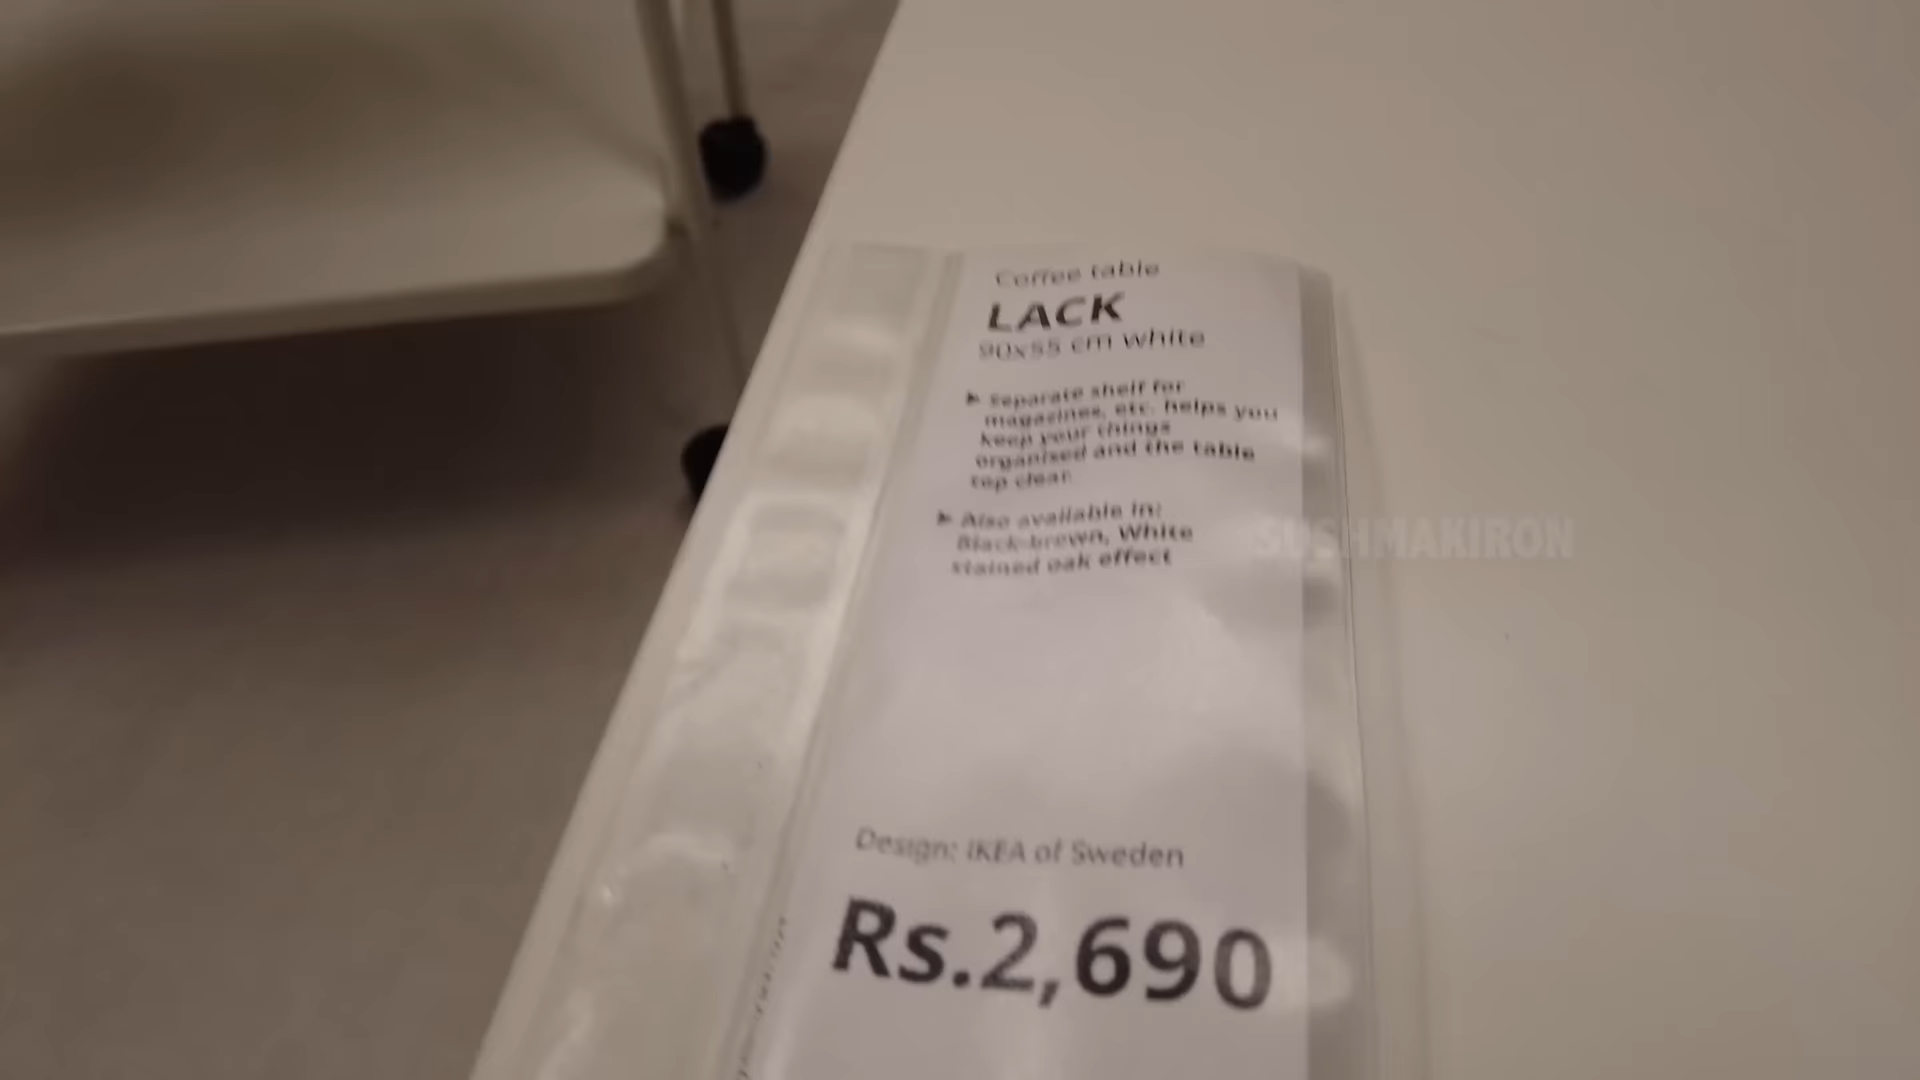 Coffee table
LACK
90x55 cm white
▶ Separate shelf for
magazines, etc. helps you
keep your things
organised and the table
top clear.
▶ Also available in:
Black-brown, White
stained oak effect
SUSHMAKIRON
Design: IKEA of Sweden
Rs.2,690